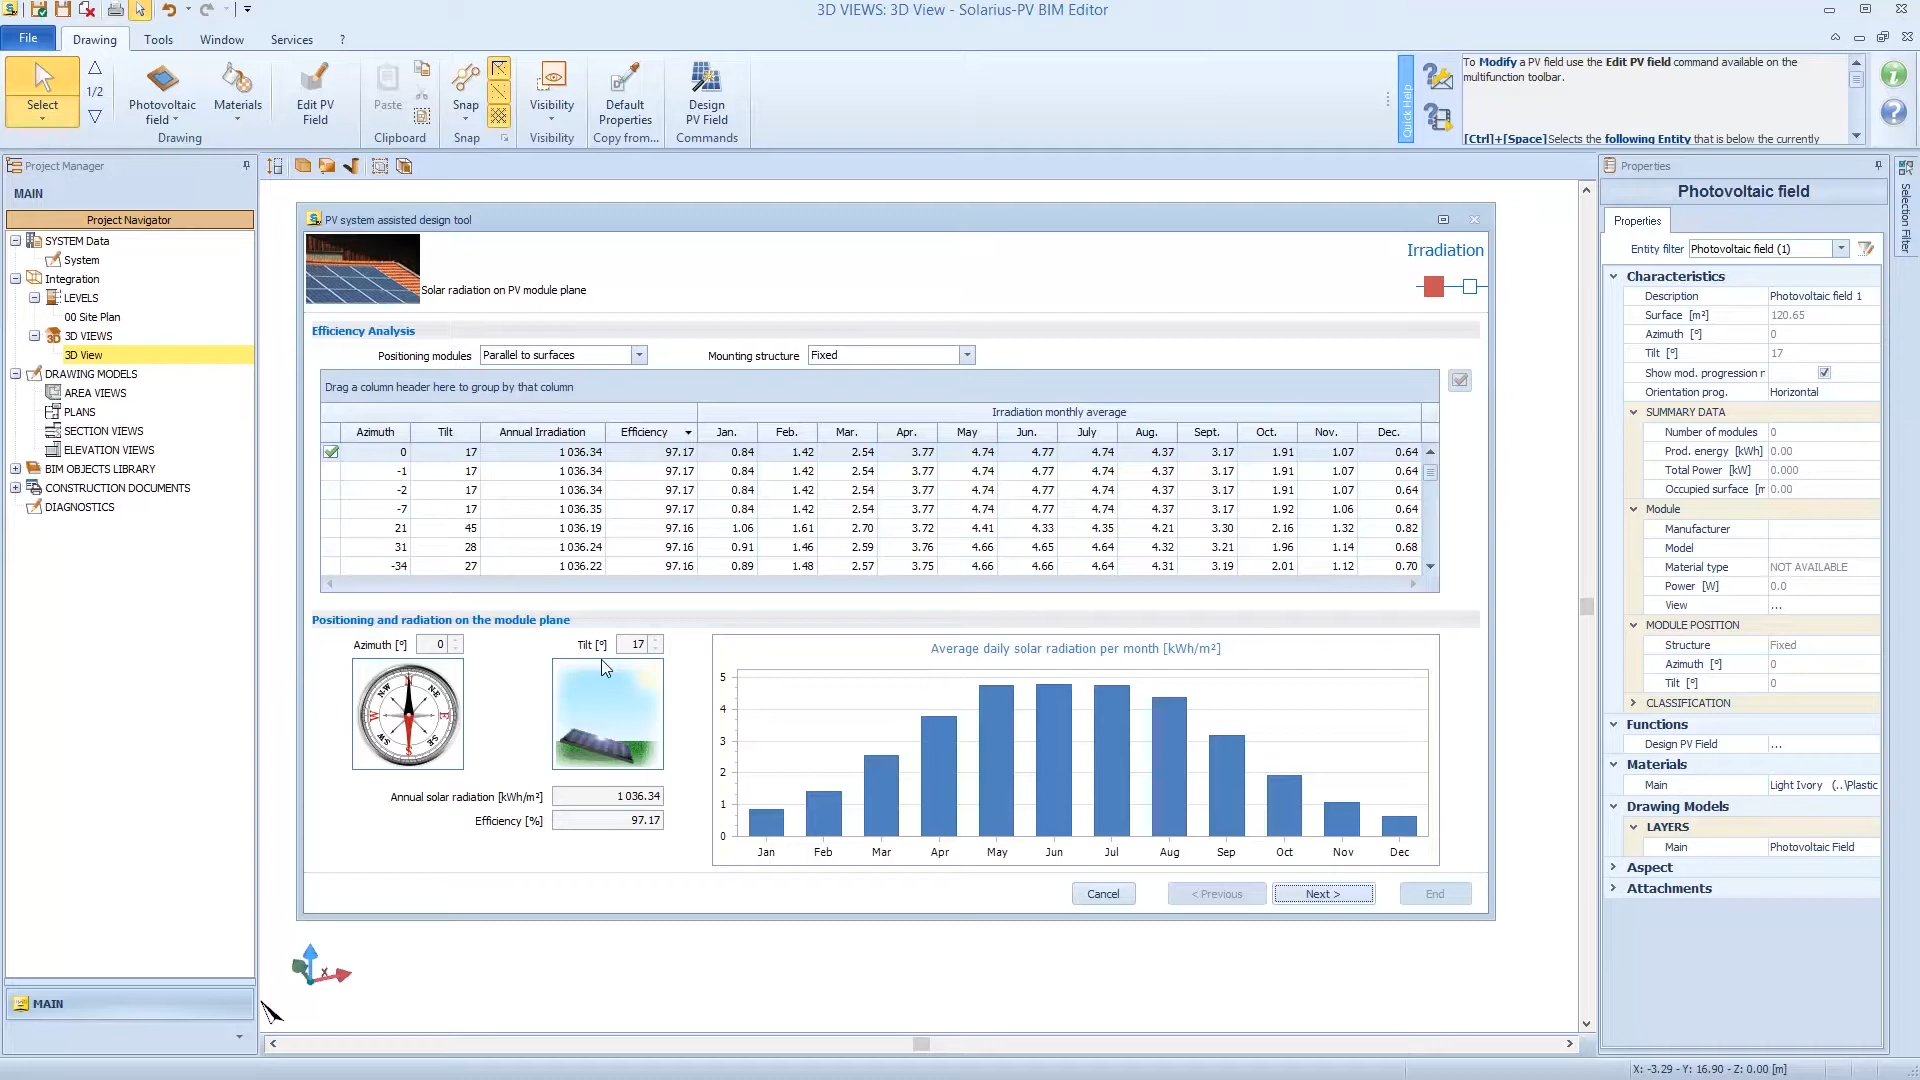 3D VIEWS: 3D View - Solarius-PV BIM Editor
File
Drawing
Tools
Window
Services
?
Select
1/2
Photovoltaic
field
Materials
Drawing
Edit PV
Field
Paste
Clipboard
Snap
Snap
Visibility
Visibility
Default
Properties
Copy from...
Design
PV Field
Commands
Quick Help
To Modify a PV field use the Edit PV field command available on the
multifunction toolbar.
[Ctrl]+[Space]Selects the following Entity that is below the currently
Project Manager
MAIN
Project Navigator
SYSTEM Data
System
Integration
LEVELS
00 Site Plan
3D VIEWS
3D View
DRAWING MODELS
AREA VIEWS
PLANS
SECTION VIEWS
ELEVATION VIEWS
BIM OBJECTS LIBRARY
CONSTRUCTION DOCUMENTS
DIAGNOSTICS
MAIN
PV system assisted design tool
Irradiation
Solar radiation on PV module plane
Efficiency Analysis
Positioning modules Parallel to surfaces Mounting structure Fixed
Drag a column header here to group by that column
Irradiation monthly average
Azimuth Tilt Annual Irradiation Efficiency Jan. Feb. Mar. Apr. May Jun. July Aug. Sept. Oct. Nov. Dec.
0 17 1 036.34 97.17 0.84 1.42 2.54 3.77 4.74 4.77 4.74 4.37 3.17 1.91 1.07 0.64
-1 17 1 036.34 97.17 0.84 1.42 2.54 3.77 4.74 4.77 4.74 4.37 3.17 1.91 1.07 0.64
-2 17 1 036.34 97.17 0.84 1.42 2.54 3.77 4.74 4.77 4.74 4.37 3.17 1.91 1.07 0.64
-7 17 1 036.35 97.17 0.84 1.42 2.54 3.77 4.74 4.77 4.74 4.37 3.17 1.92 1.06 0.64
21 45 1 036.19 97.16 1.06 1.61 2.70 3.72 4.41 4.33 4.35 4.21 3.30 2.16 1.32 0.82
31 28 1 036.24 97.16 0.91 1.46 2.59 3.76 4.66 4.65 4.64 4.32 3.21 1.96 1.14 0.68
-34 27 1 036.22 97.16 0.89 1.48 2.57 3.75 4.66 4.66 4.64 4.31 3.19 2.01 1.12 0.70
Positioning and radiation on the module plane
Azimuth [º] 0
Tilt [º] 17
N
N-E
E
S-E
S
S-W
W
N-W
Annual solar radiation [kWh/m²] 1 036.34
Efficiency [%] 97.17
Average daily solar radiation per month [kWh/m²]
5
4
3
2
1
0
Jan Feb Mar Apr May Jun Jul Aug Sep Oct Nov Dec
Cancel
< Previous
Next >
End
X
Properties
Photovoltaic field
Properties
Entity filter Photovoltaic field (1)
Characteristics
Description Photovoltaic field 1
Surface [m²] 120.65
Azimuth [º] 0
Tilt [º] 17
Show mod. progression r
Orientation prog. Horizontal
SUMMARY DATA
Number of modules 0
Prod. energy [kWh] 0.00
Total Power [kW] 0.000
Occupied surface [m 0.00
Module
Manufacturer
Model
Material type NOT AVAILABLE
Power [W] 0.0
View ...
MODULE POSITION
Structure Fixed
Azimuth [º] 0
Tilt [º] 0
CLASSIFICATION
Functions
Design PV Field ...
Materials
Main Light Ivory (..\Plastic
Drawing Models
LAYERS
Main Photovoltaic Field
Aspect
Attachments
Selection Filter
X: -3.29 - Y: 16.90 - Z: 0.00 [m]